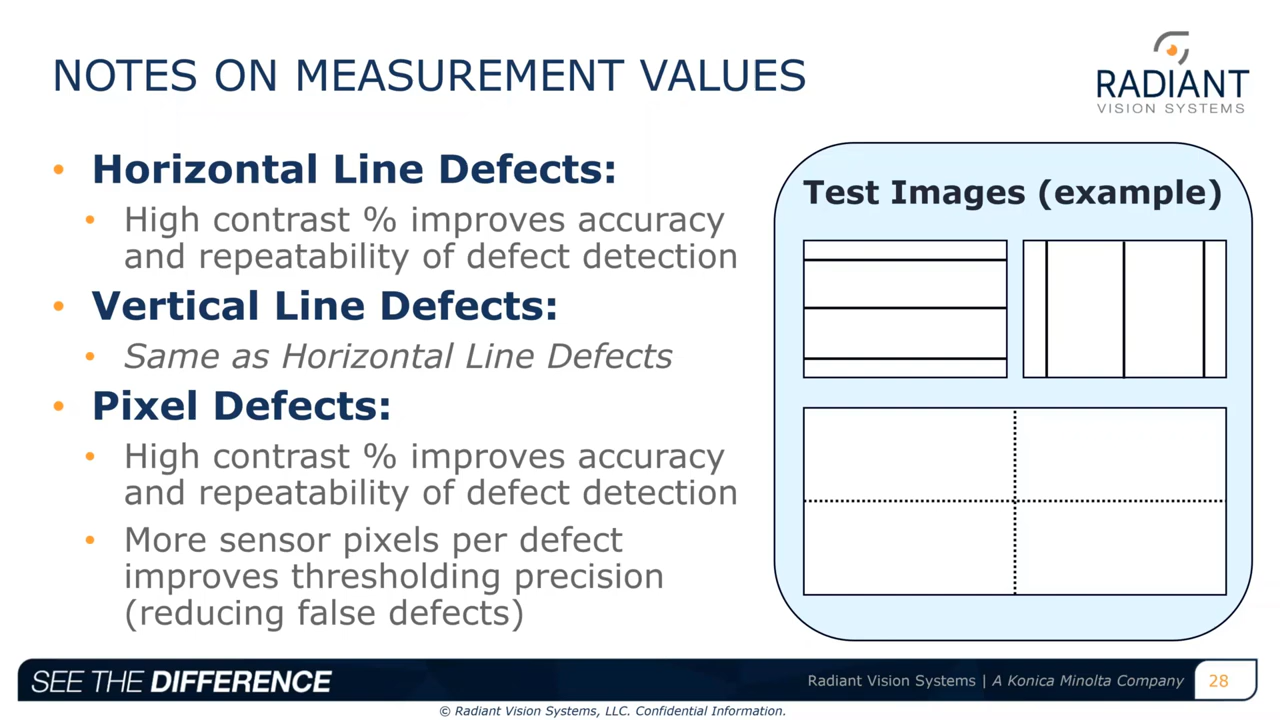 NOTES ON MEASUREMENT VALUES
RADIANT
VISION SYSTEMS
• Horizontal Line Defects:
• High contrast % improves accuracy
and repeatability of defect detection
• Vertical Line Defects:
• Same as Horizontal Line Defects
• Pixel Defects:
• High contrast % improves accuracy
and repeatability of defect detection
• More sensor pixels per defect
improves thresholding precision
(reducing false defects)
Test Images (example)
SEE THE DIFFERENCE
Radiant Vision Systems | A Konica Minolta Company
28
© Radiant Vision Systems, LLC. Confidential Information.